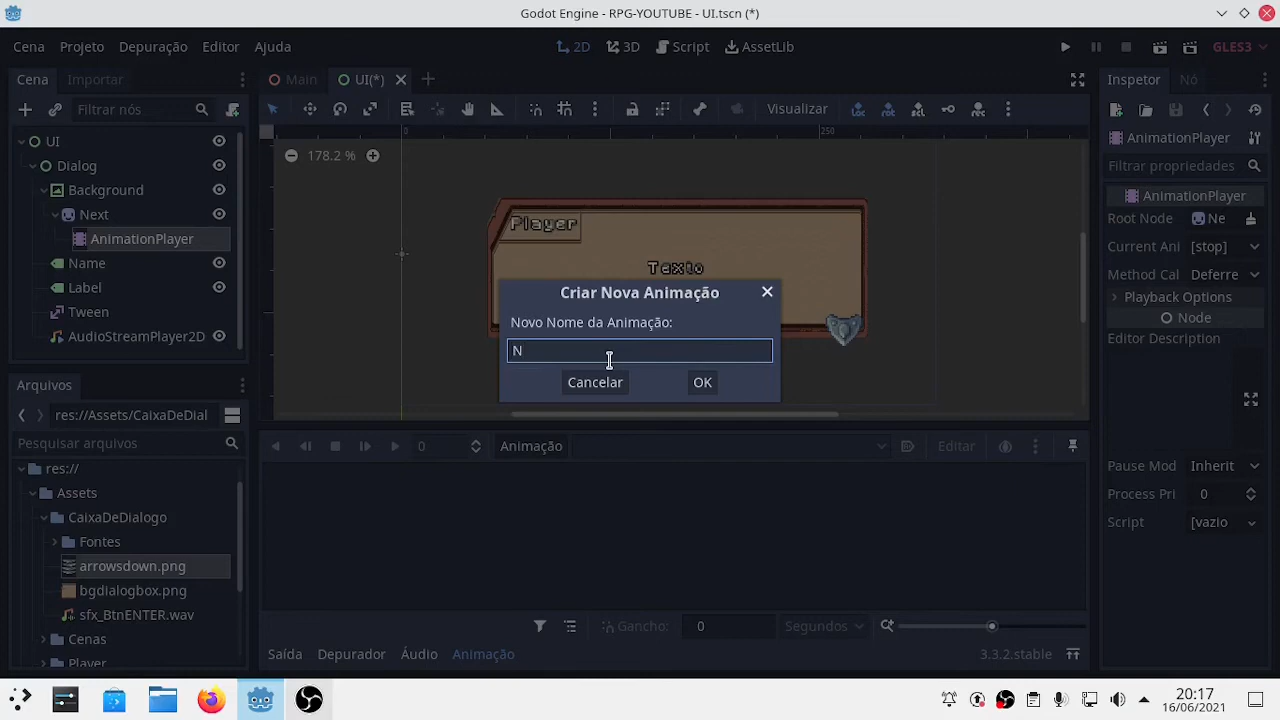 Godot Engine - RPG-YOUTUBE - UI.tscn (*)
Cena Projeto Depuração Editor Ajuda
2D 3D Script AssetLib
GLES3
Cena Importar
Filtrar nós
UI
Dialog
Background
Next
AnimationPlayer
Name
Label
Tween
AudioStreamPlayer2D
Arquivos
res://Assets/CaixaDeDial
Pesquisar arquivos
res://
Assets
CaixaDeDialogo
Fontes
arrowsdown.png
bgdialogbox.png
sfx_BtnENTER.wav
Cenas
Player
Main UI(*)
Visualizar
0 250
178.2 %
Player
Texto
Criar Nova Animação
Novo Nome da Animação:
N
Cancelar OK
0 Animação Editar
Gancho: 0 Segundos
Saída Depurador Áudio Animação 3.3.2.stable
Inspetor Nó
AnimationPlayer
Filtrar propriedades
AnimationPlayer
Root Node Ne
Current Ani [stop]
Method Cal Deferre
Playback Options
Node
Editor Description
Pause Mod Inherit
Process Pri 0
Script [vazio
20:17
16/06/2021